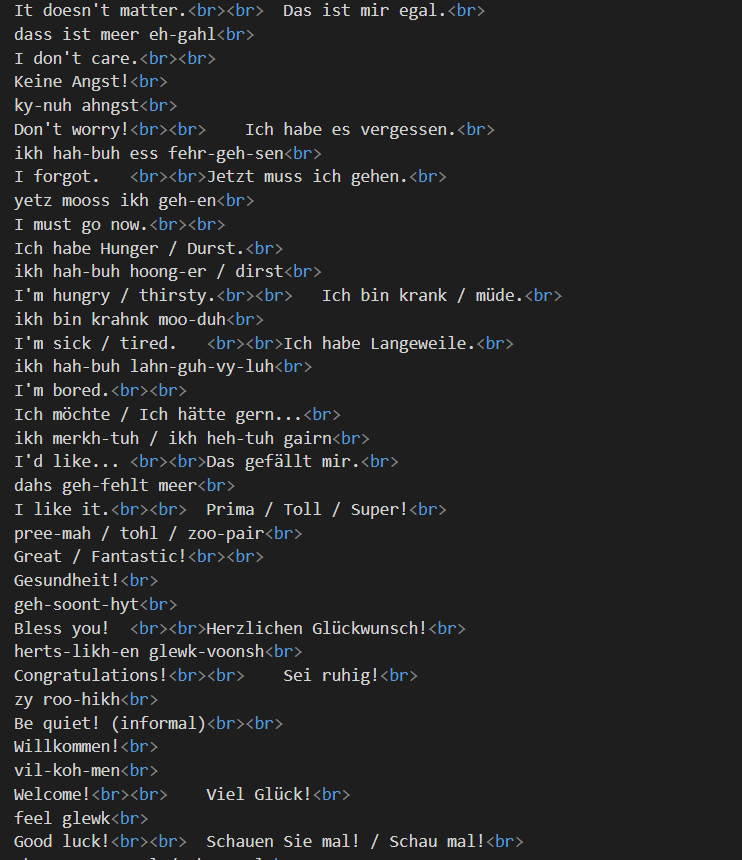 It doesn't matter.<br><br>  Das ist mir egal.<br>
dass ist meer eh-gahl<br>
I don't care.<br><br>
Keine Angst!<br>
ky-nuh ahngst<br>
Don't worry!<br><br>    Ich habe es vergessen.<br>
ikh hah-buh ess fehr-geh-sen<br>
I forgot.   <br><br>Jetzt muss ich gehen.<br>
yetz mooss ikh geh-en<br>
I must go now.<br><br>
Ich habe Hunger / Durst.<br>
ikh hah-buh hoong-er / dirst<br>
I'm hungry / thirsty.<br><br>   Ich bin krank / müde.<br>
ikh bin krahnk moo-duh<br>
I'm sick / tired.   <br><br>Ich habe Langeweile.<br>
ikh hah-buh lahn-guh-vy-luh<br>
I'm bored.<br><br>
Ich möchte / Ich hätte gern...<br>
ikh merkh-tuh / ikh heh-tuh gairn<br>
I'd like... <br><br>Das gefällt mir.<br>
dahs geh-fehlt meer<br>
I like it.<br><br>  Prima / Toll / Super!<br>
pree-mah / tohl / zoo-pair<br>
Great / Fantastic!<br><br>
Gesundheit!<br>
geh-soont-hyt<br>
Bless you!  <br><br>Herzlichen Glückwunsch!<br>
herts-likh-en glewk-voonsh<br>
Congratulations!<br><br>    Sei ruhig!<br>
zy roo-hikh<br>
Be quiet! (informal)<br><br>
Willkommen!<br>
vil-koh-men<br>
Welcome!<br><br>    Viel Glück!<br>
feel glewk<br>
Good luck!<br><br>  Schauen Sie mal! / Schau mal!<br>